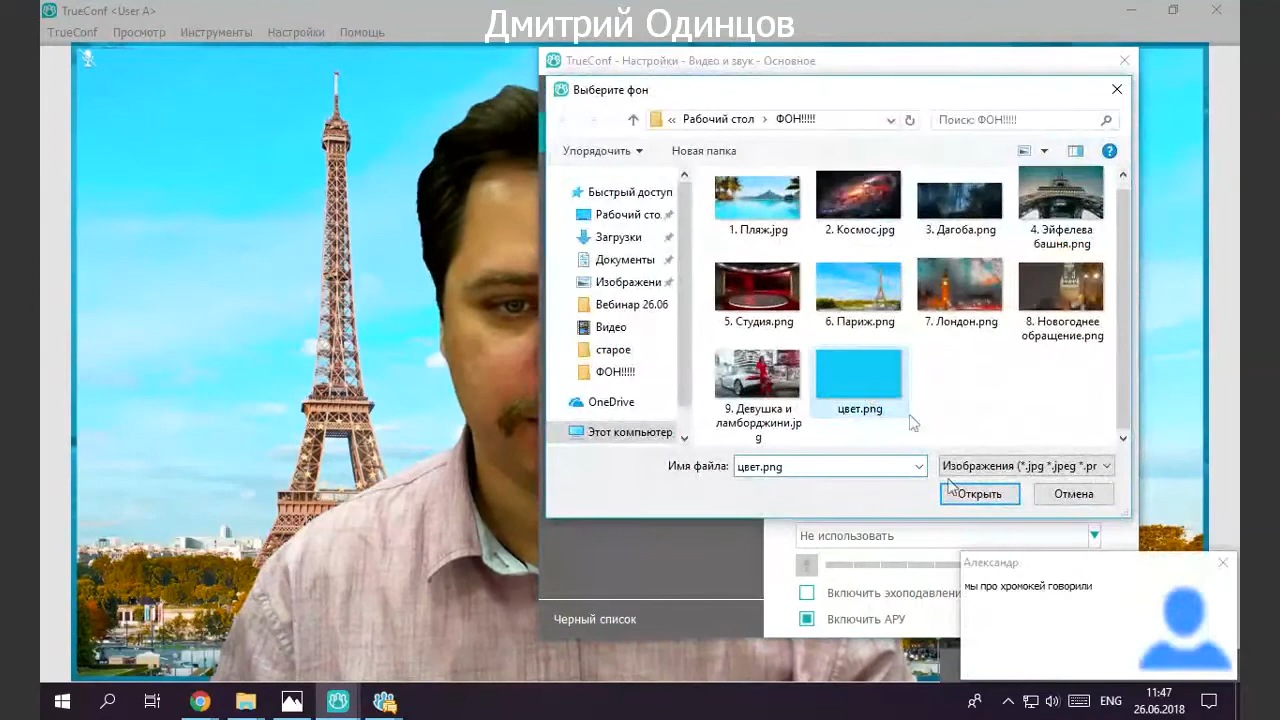 Дмитрий Одинцов
TrueConf <User A>
TrueConf Просмотр Инструменты Настройки Помощь
TrueConf - Настройки - Видео и звук - Основное
Выберите фон
« Рабочий стол › ФОН!!!!! Поиск: ФОН!!!!!
Упорядочить Новая папка
Быстрый доступ
Рабочий сто
Загрузки
Документы
Изображени
Вебинар 26.06
Видео
старое
ФОН!!!!!
OneDrive
Этот компьютер
1. Пляж.jpg 2. Космос.jpg 3. Дагоба.png 4. Эйфелева
башня.png
5. Студия.png 6. Париж.png 7. Лондон.png 8. Новогоднее
обращение.png
9. Девушка и цвет.png
ламборджини.jp
g
Имя файла: цвет.png Изображения (*.jpg *.jpeg *.pr
Открыть Отмена
Не использовать
Включить эхоподавлени
Включить АРУ
Черный список
Александр
мы про хромокей говорили
ENG 11:47
26.06.2018